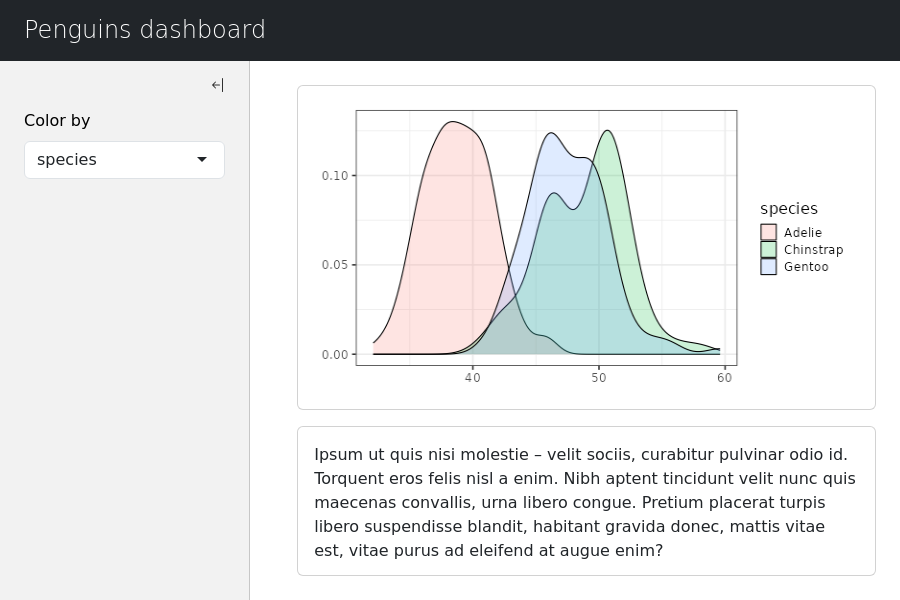 Penguins dashboard
Color by
species
0.10
0.05
0.00
40 50 60
species
Adelie
Chinstrap
Gentoo
Ipsum ut quis nisi molestie – velit sociis, curabitur pulvinar odio id.
Torquent eros felis nisl a enim. Nibh aptent tincidunt velit nunc quis
maecenas convallis, urna libero congue. Pretium placerat turpis
libero suspendisse blandit, habitant gravida donec, mattis vitae
est, vitae purus ad eleifend at augue enim?